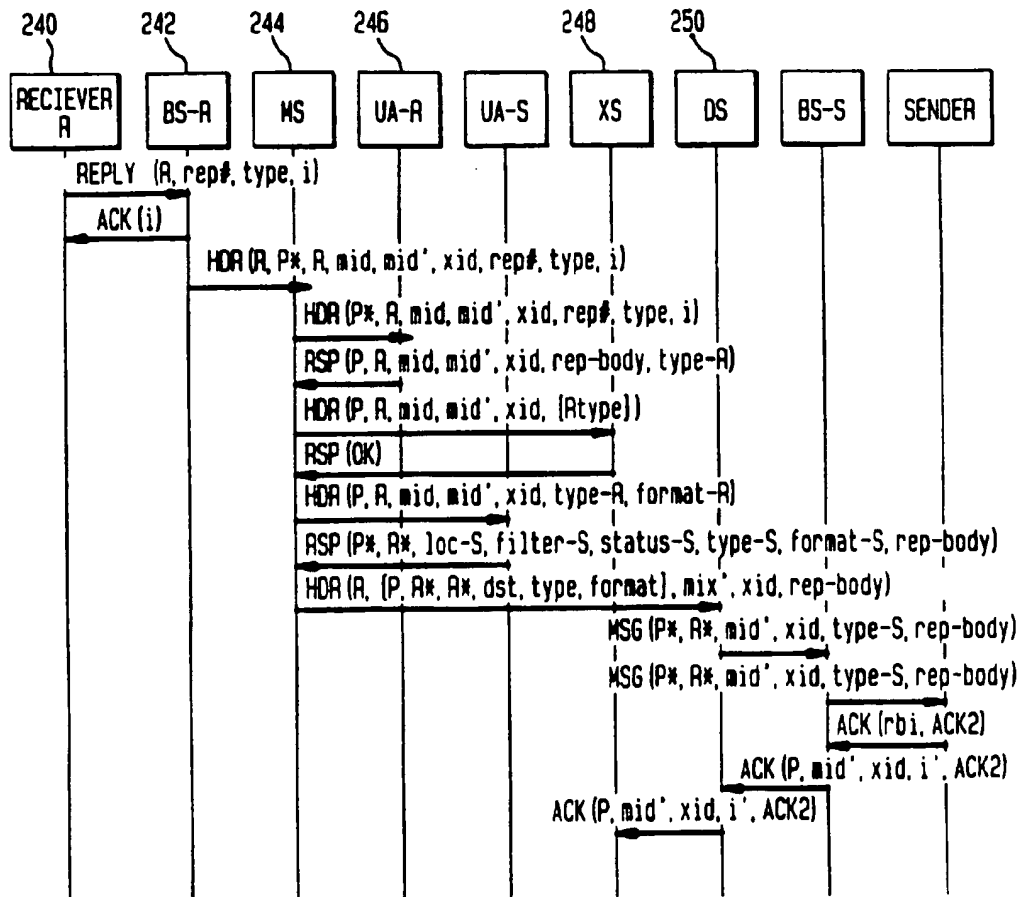 240 242 244 246 248 250
RECIEVER
R BS-R MS UA-R UA-S XS DS BS-S SENDER
REPLY (R, rep#, type, i)
ACK (i)
HDR (R, P*, R, mid, mid', xid, rep#, type, i)
HDR (P*, R, mid, mid', xid, rep#, type, i)
RSP (P, R, mid, mid', xid, rep-body, type-R)
HDR (P, R, mid, mid', xid, [Rtype])
RSP (OK)
HDR (P, R, mid, mid', xid, type-R, format-R)
RSP (P*, R*, loc-S, filter-S, status-S, type-S, format-S, rep-body)
HDR (R, [P, R*, R*, dst, type, format], mix', xid, rep-body)
MSG (P*, R*, mid', xid, type-S, rep-body)
MSG (P*, R*, mid', xid, type-S, rep-body)
ACK (rbi, ACK2)
ACK (P, mid', xid, i', ACK2)
ACK (P, mid', xid, i', ACK2)